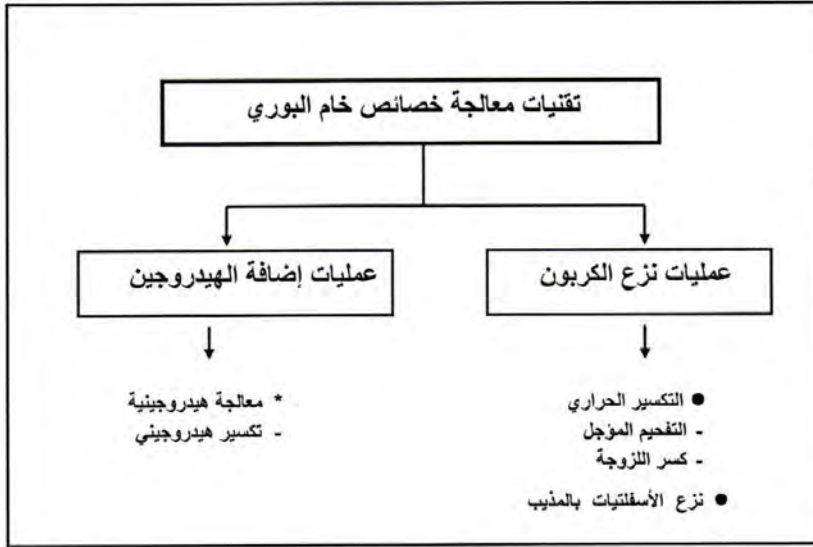 تقنيات معالجة خصائص خام البوري
عمليات نزع الكربون
● التكسير الحراري
- التفحيم المؤجل
- كسر اللزوجة
● نزع الأسفلتيات بالمذيب
عمليات إضافة الهيدروجين
* معالجة هيدروجينية
- تكسير هيدروجيني